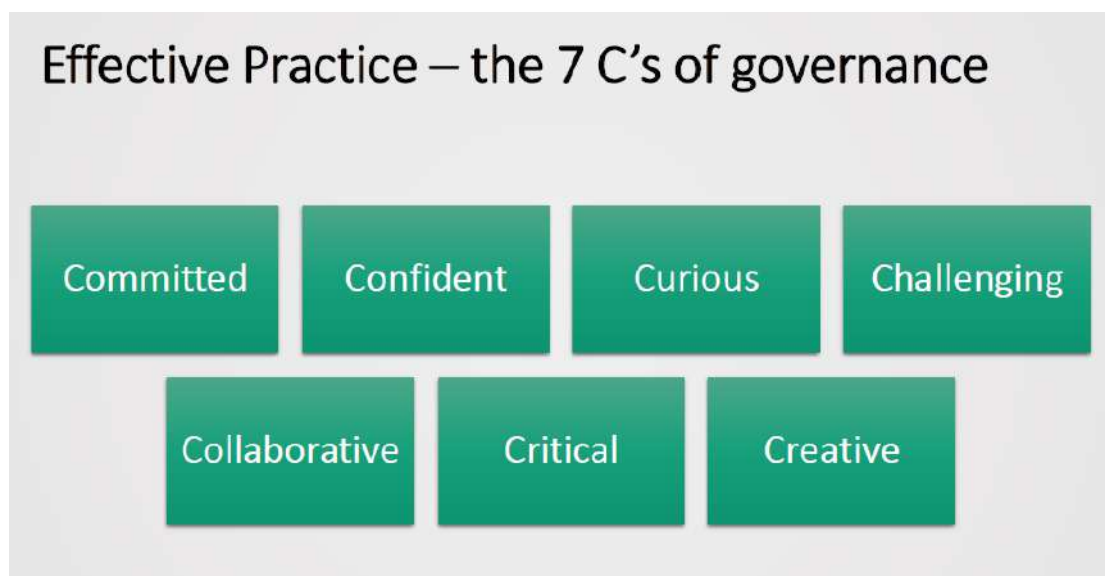 Effective Practice – the 7 C's of governance
Committed
Confident
Curious
Challenging
Collaborative
Critical
Creative